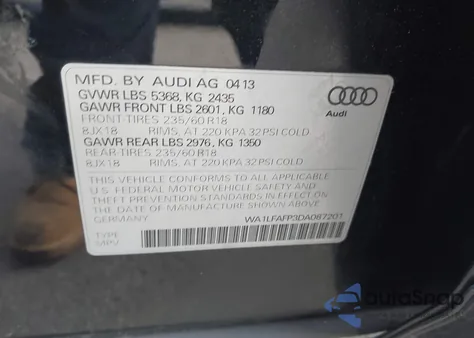 MFD. BY AUDI AG 04 13
GVWR LBS 5368, KG 2435
GAWR FRONT LBS 2601, KG 1180
FRONT TIRES 235/60 R18
8JX18 RIMS, AT 220 KPA 32 PSI COLD
GAWR REAR LBS 2976, KG 1350
REAR TIRES 235/60 R18
8JX18 RIMS, AT 220 KPA 32 PSI COLD
Audi
THIS VEHICLE CONFORMS TO ALL APPLICABLE
U.S. FEDERAL MOTOR VEHICLE SAFETY AND
THEFT PREVENTION STANDARDS IN EFFECT ON
THE DATE OF MANUFACTURE SHOWN ABOVE.
GERMANY
WA1LFAFP3DA087201
TYPE
: MPV
AuraSnap